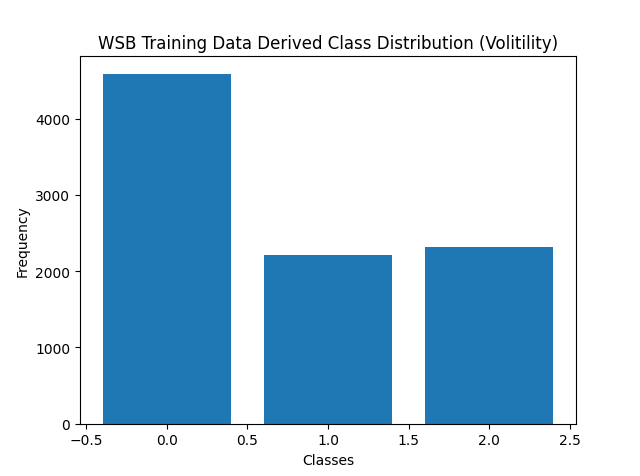 WSB Training Data Derived Class Distribution (Volitility)
Frequency
4000
3000
2000
1000
0
−0.5 0.0 0.5 1.0 1.5 2.0 2.5
Classes